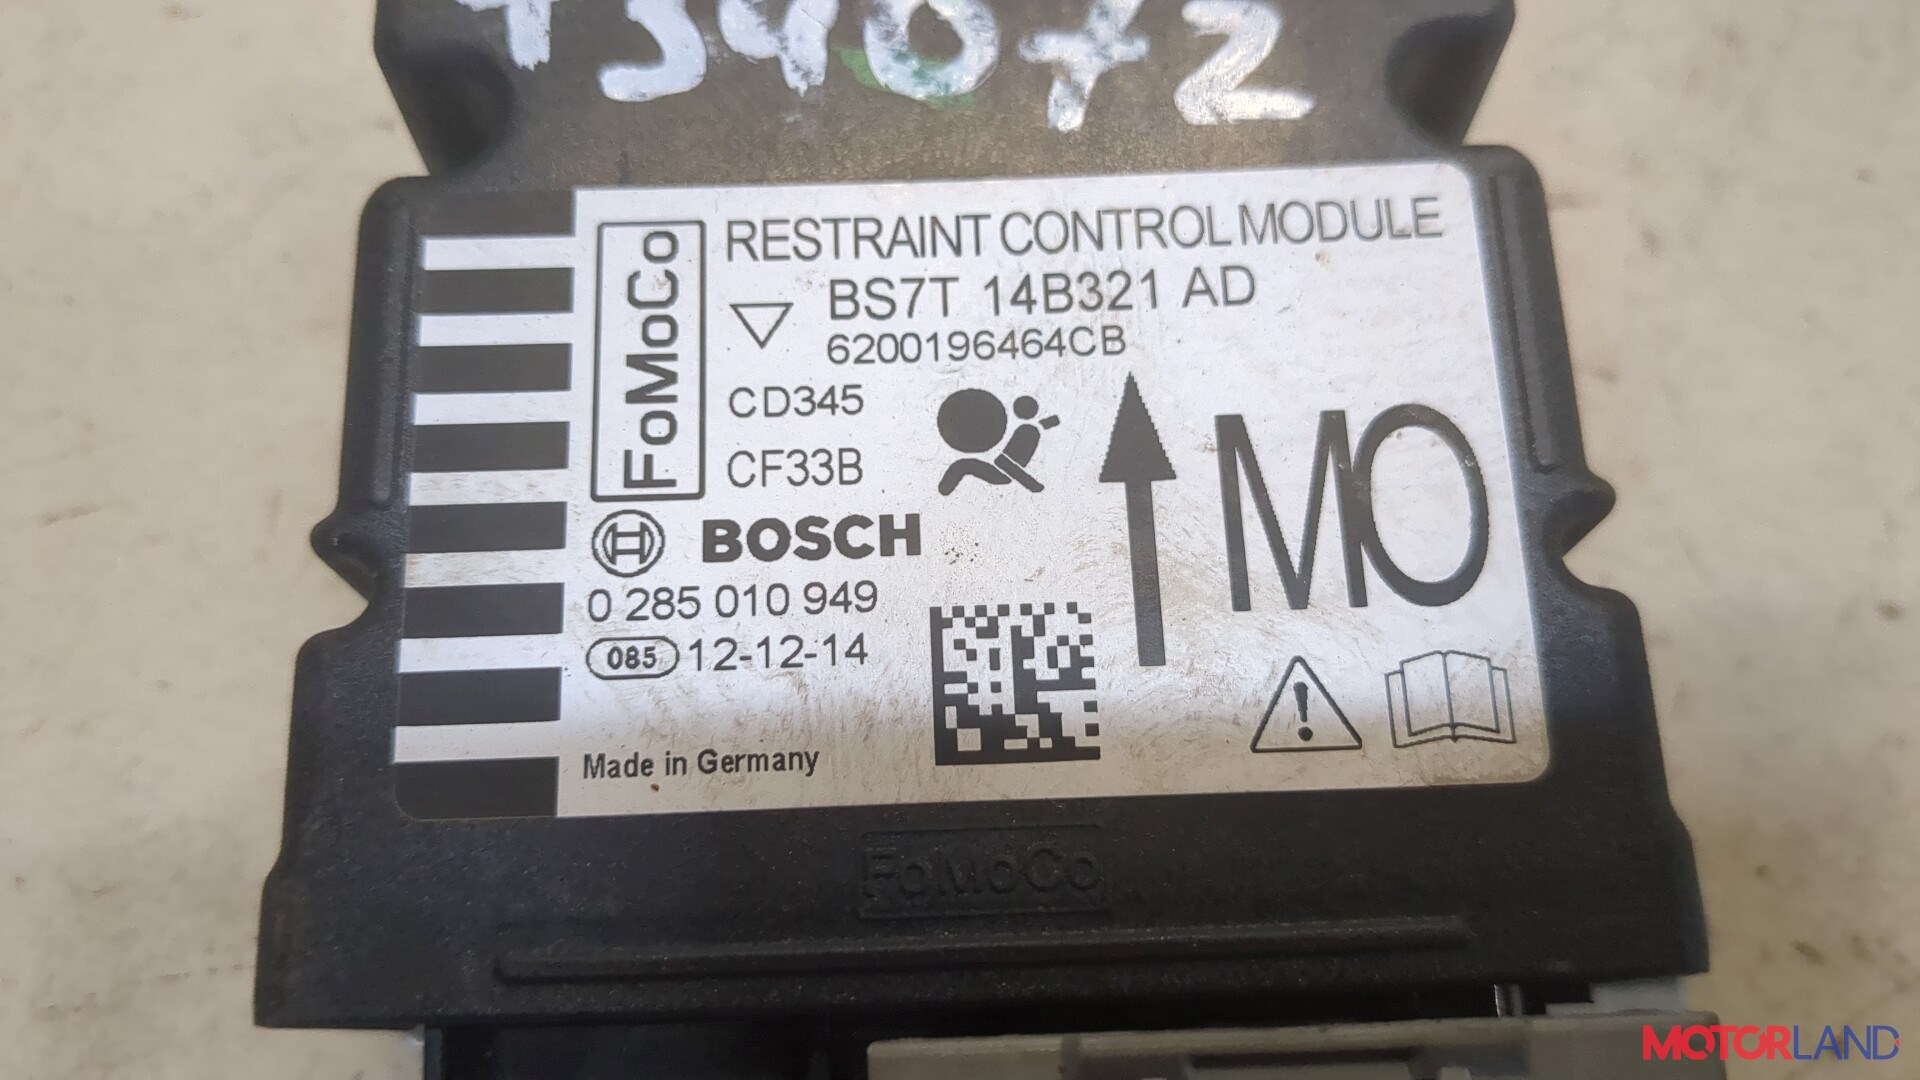 T34072
RESTRAINT CONTROL MODULE
FoMoCo
BS7T 14B321 AD
6200196464CB
CD345
CF33B
MO
BOSCH
0 285 010 949
085 12-12-14
Made in Germany
FoMoCo
MOTORLAND